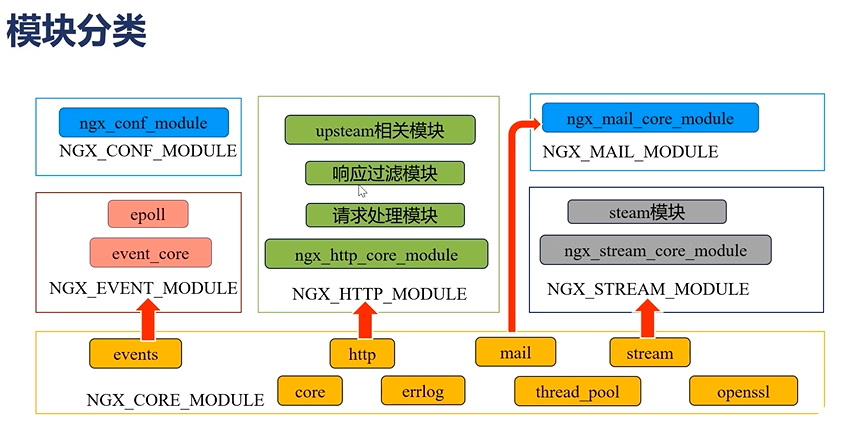 模块分类
ngx_conf_module
NGX_CONF_MODULE
upsteam相关模块
响应过滤模块
请求处理模块
ngx_http_core_module
NGX_HTTP_MODULE
ngx_mail_core_module
NGX_MAIL_MODULE
epoll
event_core
NGX_EVENT_MODULE
steam模块
ngx_stream_core_module
NGX_STREAM_MODULE
events
http
mail
stream
core
errlog
thread_pool
openssl
NGX_CORE_MODULE